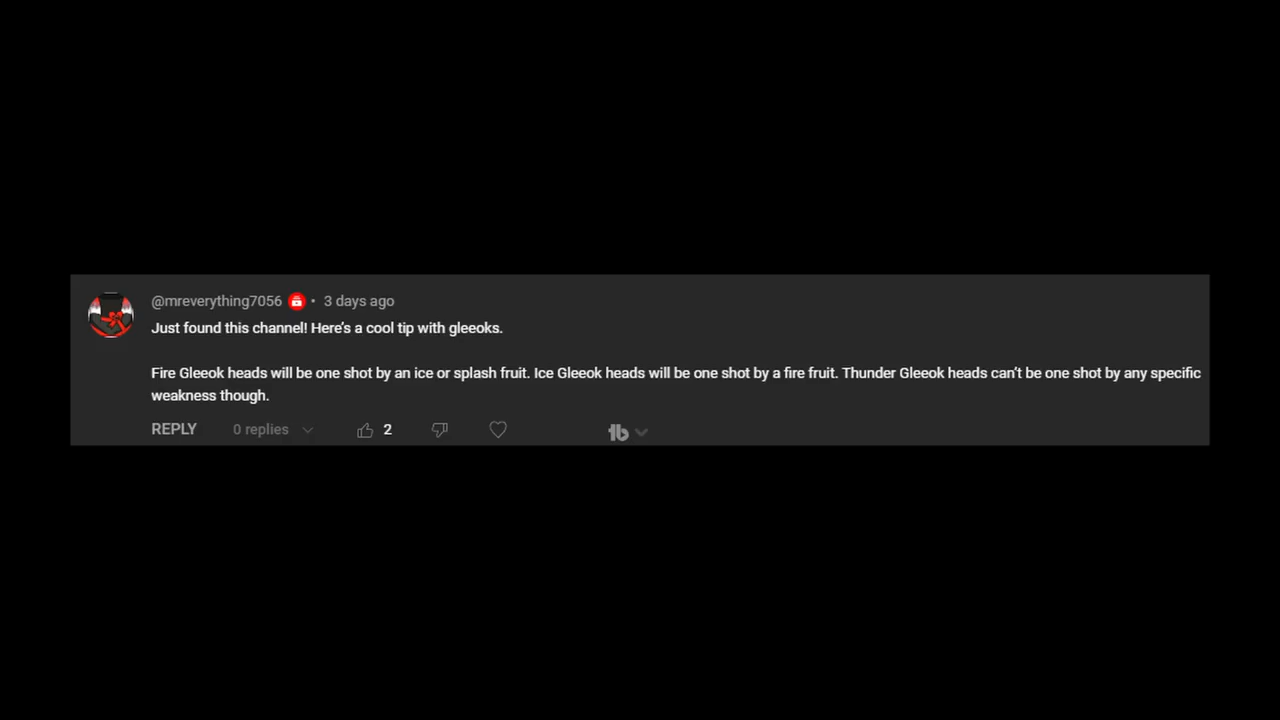 @mreverything7056 • 3 days ago
Just found this channel! Here's a cool tip with gleeoks.
Fire Gleeok heads will be one shot by an ice or splash fruit. Ice Gleeok heads will be one shot by a fire fruit. Thunder Gleeok heads can't be one shot by any specific
weakness though.
REPLY 0 replies 2 tb